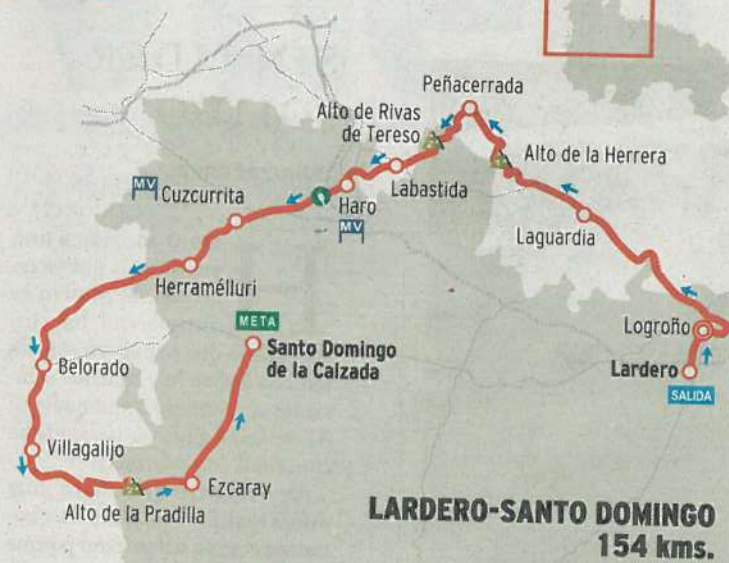 Peñacerrada
Alto de Rivas
de Tereso
Alto de la Herrera
MV
Cuzcurrita
Labastida
Haro
MV
Laguardia
Herramélluri
META
Santo Domingo
de la Calzada
Logroño
Belorado
Lardero
SALIDA
Villagalijo
Ezcaray
Alto de la Pradilla
LARDERO-SANTO DOMINGO
154 kms.